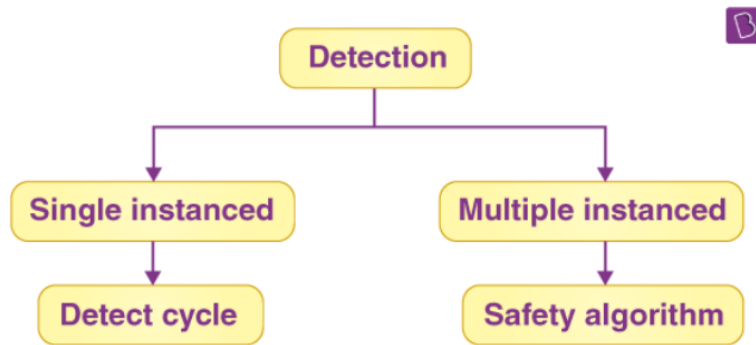 Detection
Single instanced
Multiple instanced
Detect cycle
Safety algorithm